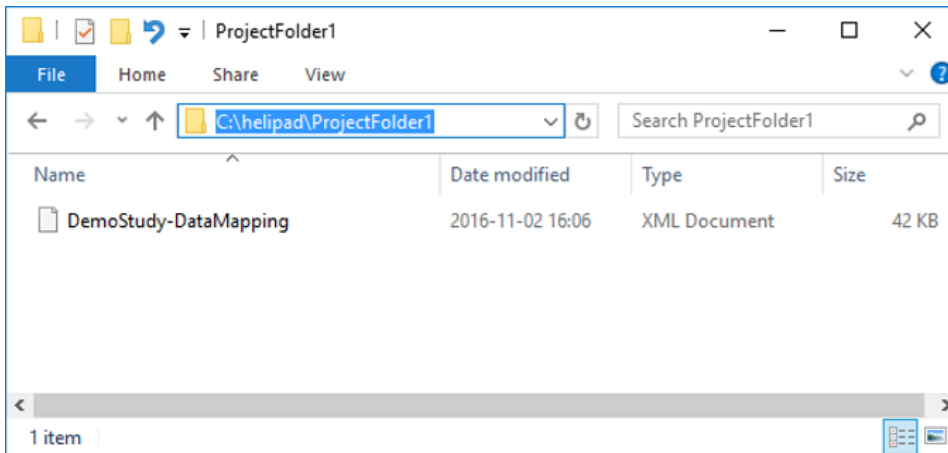 ProjectFolder1
File Home Share View
C:\helipad\ProjectFolder1 Search ProjectFolder1
Name Date modified Type Size
DemoStudy-DataMapping 2016-11-02 16:06 XML Document 42 KB
1 item